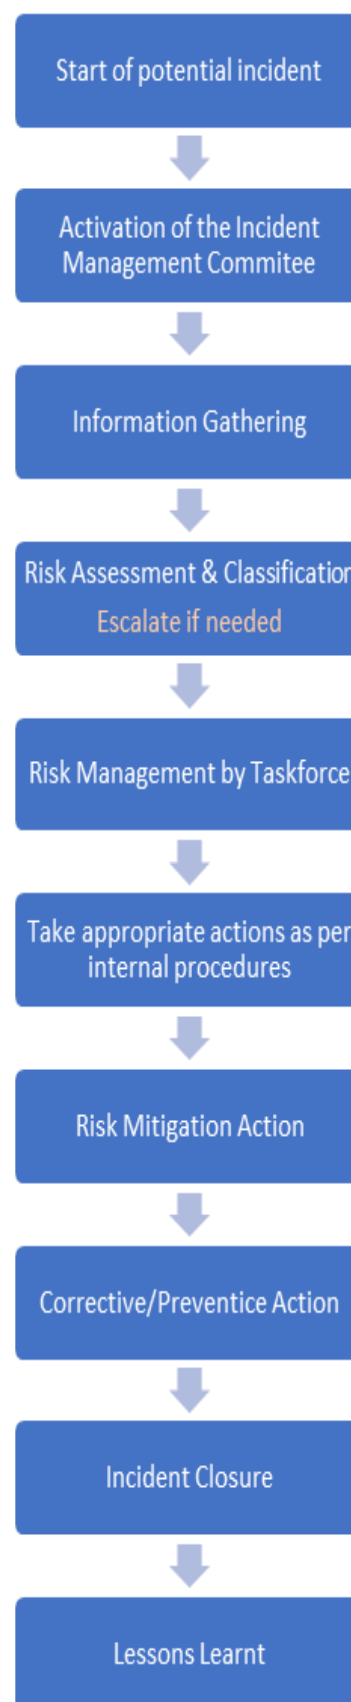 Start of potential incident
Activation of the Incident
Management Commitee
Information Gathering
Risk Assessment & Classification
Escalate if needed
Risk Management by Taskforce
Take appropriate actions as per
internal procedures
Risk Mitigation Action
Corrective/Preventice Action
Incident Closure
Lessons Learnt